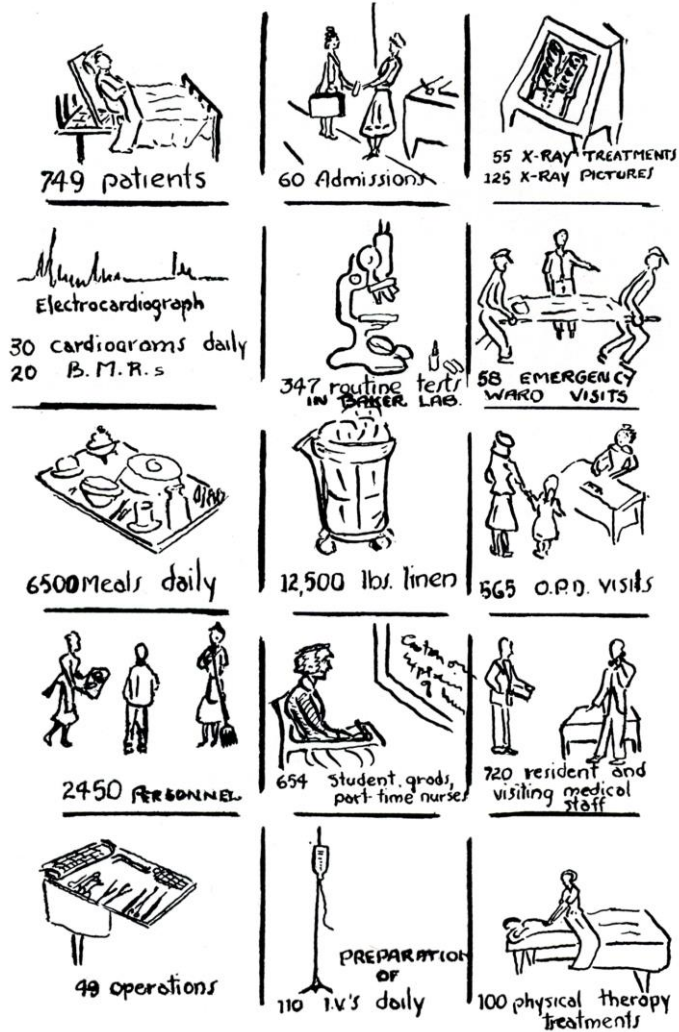 749 patients
60 Admissions
55 X-RAY TREATMENTS
125 X-RAY PICTURES
Electrocardiograph
30 cardiograms daily
20 B.M.R.s
347 routine tests
IN BAKER LAB.
58 EMERGENCY
WARD VISITS
6500 Meals daily
12,500 lbs. linen
565 O.P.D. VISITS
2450 PERSONNEL
654 Student, grads,
part-time nurses
720 resident and
visiting medical
staff
49 operations
PREPARATION
OF
110 I.V.'s daily
100 physical therapy
treatments